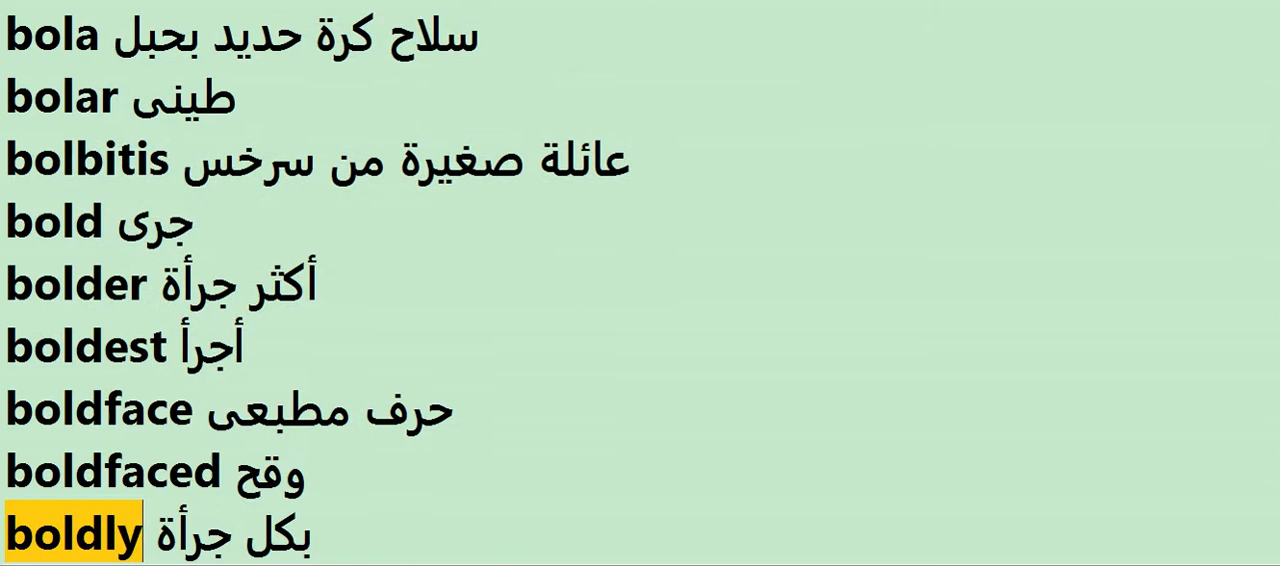 bola سلاح كرة حديد بحبل
bolar طينى
bolbitis عائلة صغيرة من سرخس
bold جرى
bolder أكثر جرأة
boldest أجرأ
boldface حرف مطبعى
boldfaced وقح
boldly بكل جرأة